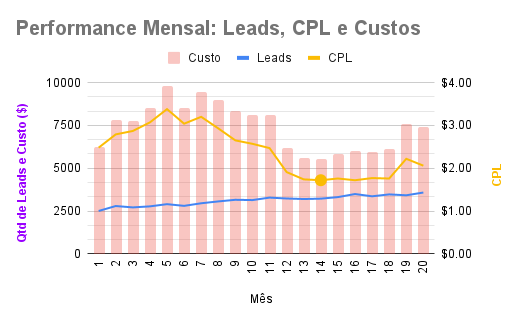 Performance Mensal: Leads, CPL e Custos
Custo Leads CPL
10000
7500
5000
2500
0
Qtd de Leads e Custo ($)
$4.00
$3.00
$2.00
$1.00
$0.00
CPL
1 2 3 4 5 6 7 8 9 10 11 12 13 14 15 16 17 18 19 20
Mês